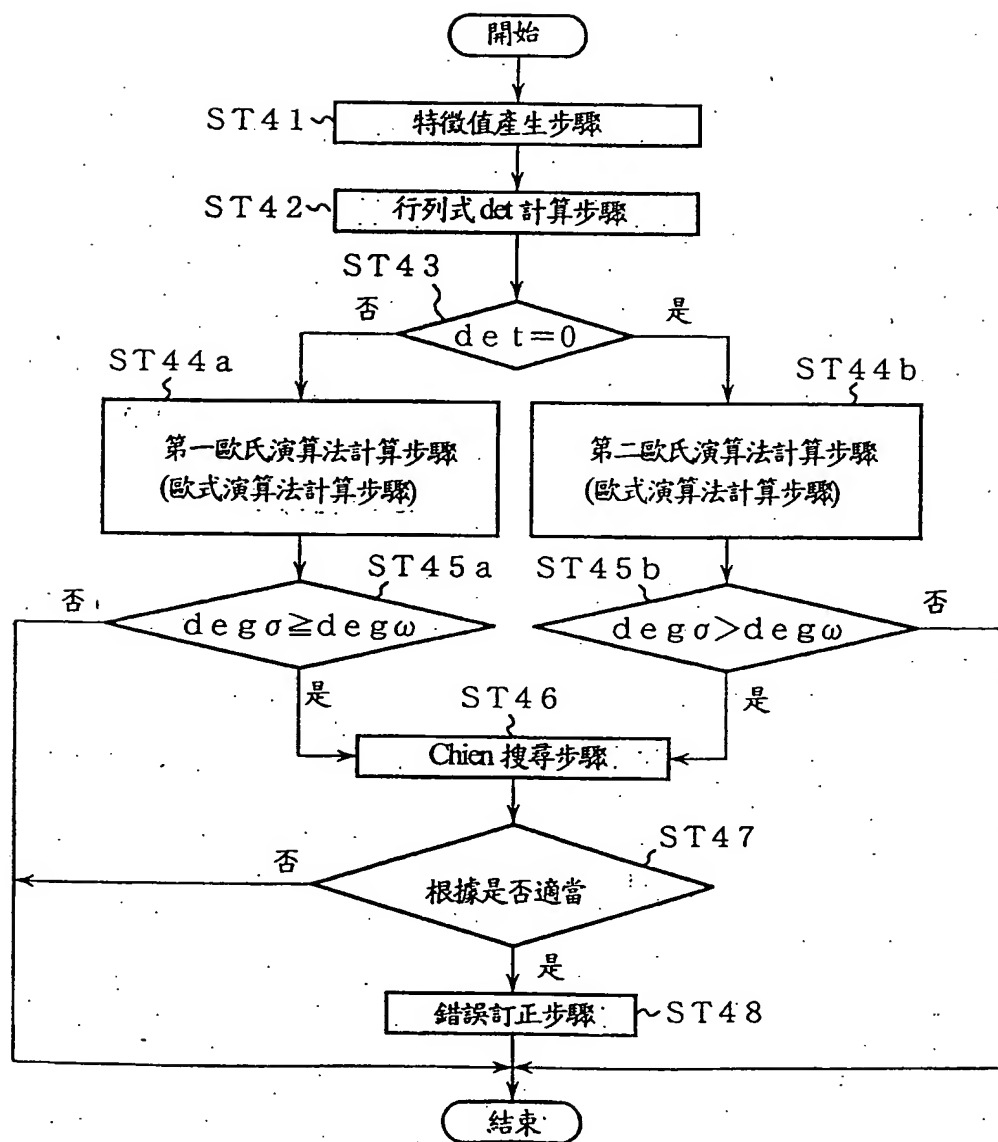 開始
ST41
特徵值產生步驟
ST42
行列式det計算步驟
ST43
否
是
det=0
ST44a
ST44b
第一歐氏演算法計算步驟
(歐式演算法計算步驟)
第二歐氏演算法計算步驟
(歐式演算法計算步驟)
ST45a
ST45b
否
否
degσ≧degω
degσ>degω
是
是
ST46
Chien搜尋步驟
ST47
否
根據是否適當
是
錯誤訂正步驟
ST48
結束